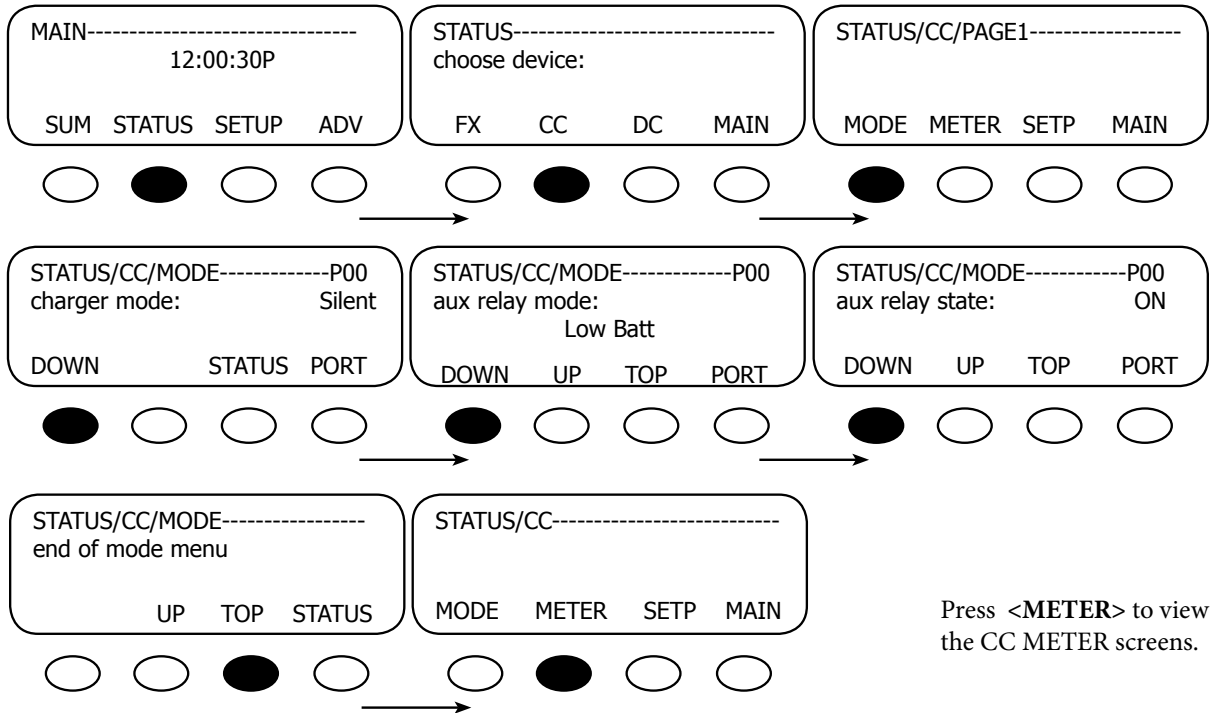 MAIN--------------------------------
12:00:30P
SUM STATUS SETUP ADV
STATUS-------------------------------
choose device:
FX CC DC MAIN
STATUS/CC/PAGE1------------------
MODE METER SETP MAIN
STATUS/CC/MODE-------------P00
charger mode: Silent
DOWN STATUS PORT
STATUS/CC/MODE-------------P00
aux relay mode:
Low Batt
DOWN UP TOP PORT
STATUS/CC/MODE------------P00
aux relay state: ON
DOWN UP TOP PORT
STATUS/CC/MODE-----------------
end of mode menu
UP TOP STATUS
STATUS/CC---------------------------
MODE METER SETP MAIN
Press <METER> to view
the CC METER screens.